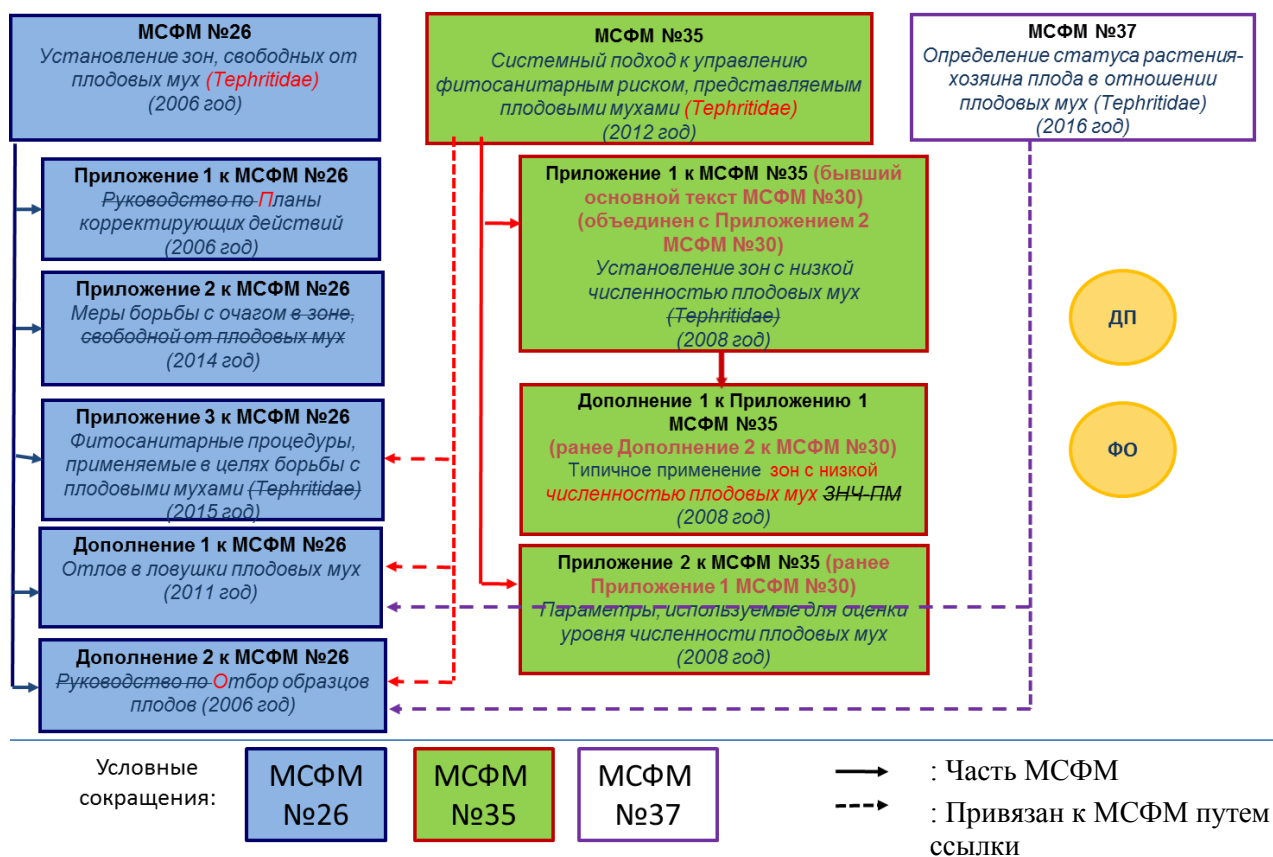 МСФМ №26
Установление зон, свободных от
плодовых мух (Tephritidae)
(2006 год)
Приложение 1 к МСФМ №26
Руководство по Планы
корректирующих действий
(2006 год)
Приложение 2 к МСФМ №26
Меры борьбы с очагом в зоне,
свободной от плодовых мух
(2014 год)
Приложение 3 к МСФМ №26
Фитосанитарные процедуры,
применяемые в целях борьбы с
плодовыми мухами (Tephritidae)
(2015 год)
Дополнение 1 к МСФМ №26
Отлов в ловушки плодовых мух
(2011 год)
Дополнение 2 к МСФМ №26
Руководство по Отбор образцов
плодов (2006 год)
МСФМ №35
Системный подход к управлению
фитосанитарным риском, представляемым
плодовыми мухами (Tephritidae)
(2012 год)
Приложение 1 к МСФМ №35 (бывший
основной текст МСФМ №30)
(объединен с Приложением 2
МСФМ №30)
Установление зон с низкой
численностью плодовых мух
(Tephritidae)
(2008 год)
Дополнение 1 к Приложению 1
МСФМ №35
(ранее Дополнение 2 к МСФМ №30)
Типичное применение зон с низкой
численностью плодовых мух ЗНЧ-ПМ
(2008 год)
Приложение 2 к МСФМ №35 (ранее
Приложение 1 МСФМ №30)
Параметры, используемые для оценки
уровня численности плодовых мух
(2008 год)
МСФМ №37
Определение статуса растения-
хозяина плода в отношении
плодовых мух (Tephritidae)
(2016 год)
ДП
ФО
Условные
сокращения:
МСФМ
№26
МСФМ
№35
МСФМ
№37
: Часть МСФМ
: Привязан к МСФМ путем
ссылки